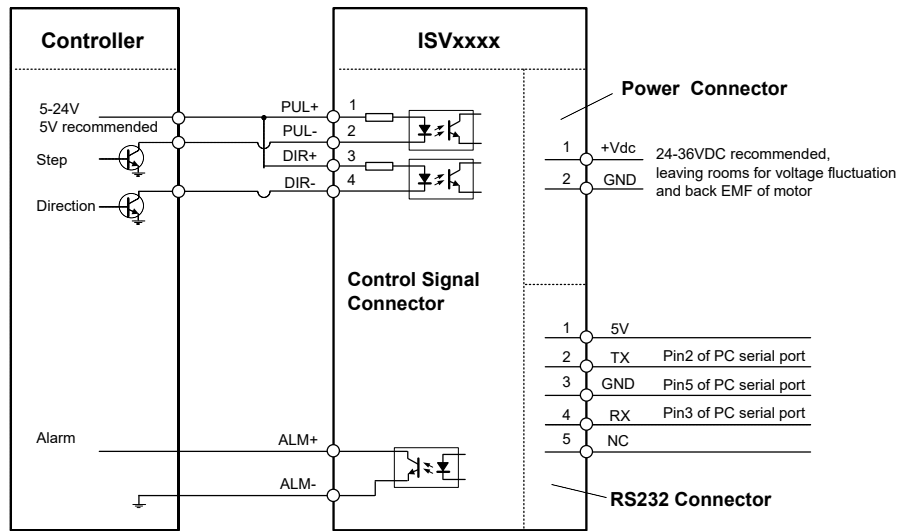 Controller
ISVxxxx
5-24V
5V recommended
Step
Direction
Alarm
PUL+ 1
PUL- 2
DIR+ 3
DIR- 4
Control Signal
Connector
ALM+
ALM-
Power Connector
1 +Vdc
2 GND
24-36VDC recommended,
leaving rooms for voltage fluctuation
and back EMF of motor
1 5V
2 TX Pin2 of PC serial port
3 GND Pin5 of PC serial port
4 RX Pin3 of PC serial port
5 NC
RS232 Connector